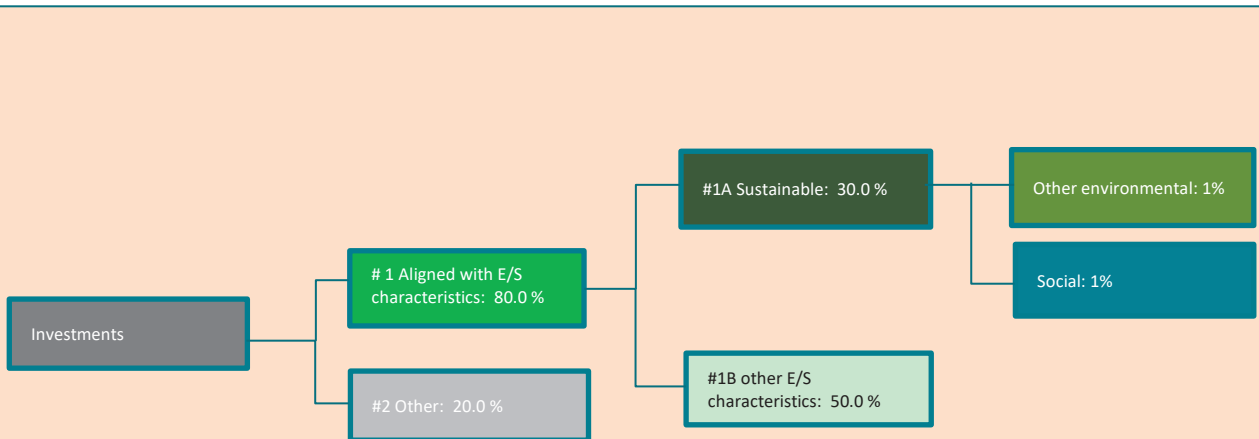 Investments
# 1 Aligned with E/S
characteristics:  80.0 %
#2 Other:  20.0 %
#1A Sustainable:  30.0 %
#1B other E/S
characteristics:  50.0 %
Other environmental: 1%
Social: 1%